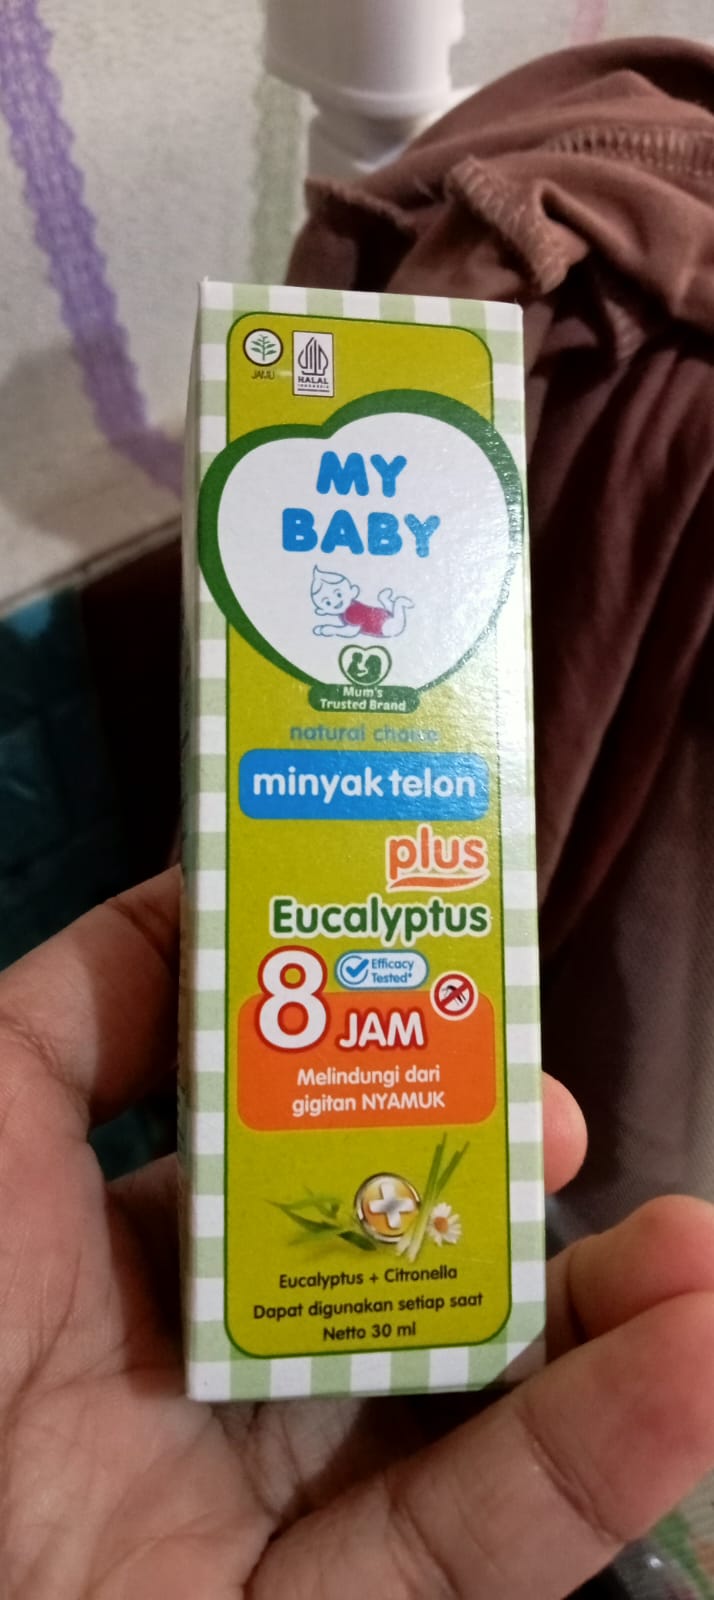 JAMU
HALAL
INDONESIA
MY
BABY
Mum's
Trusted Brand
natural choice
minyak telon
plus
Eucalyptus
8 JAM
Efficacy
Tested*
Melindungi dari
gigitan NYAMUK
Eucalyptus + Citronella
Dapat digunakan setiap saat
Netto 30 ml